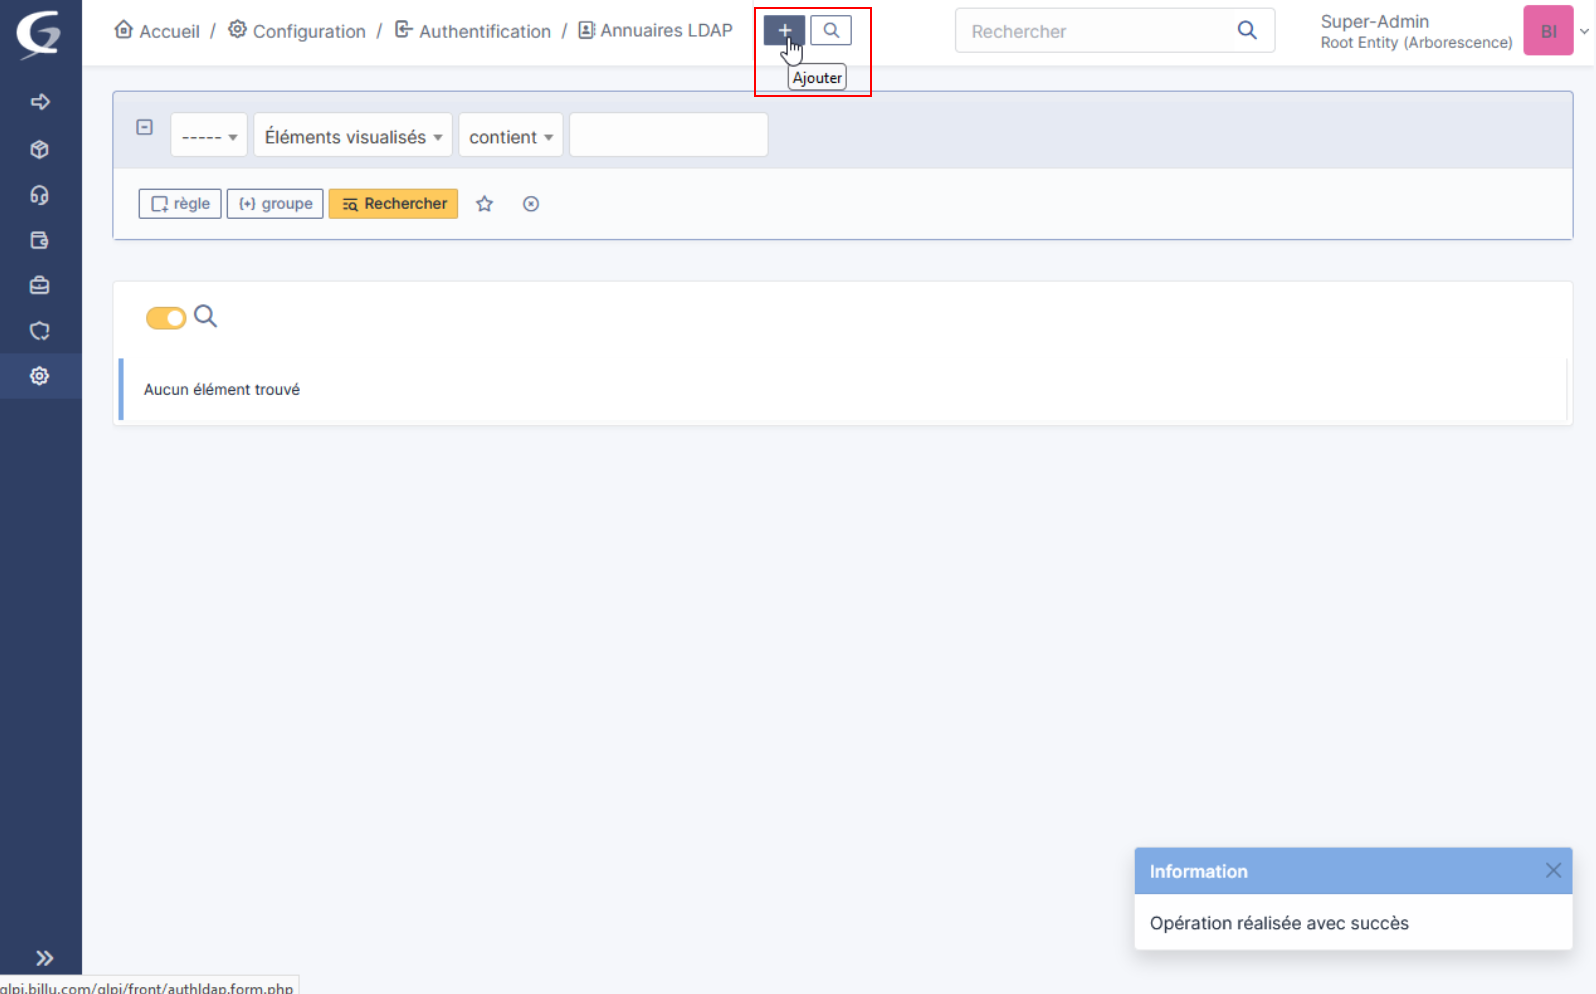 Accueil / Configuration / Authentification / Annuaires LDAP
Rechercher
Super-Admin
Root Entity (Arborescence)
BI
Ajouter
----- Éléments visualisés contient
règle {+} groupe Rechercher
Aucun élément trouvé
Information
Opération réalisée avec succès
glpi.billu.com/glpi/front/authldap.form.php